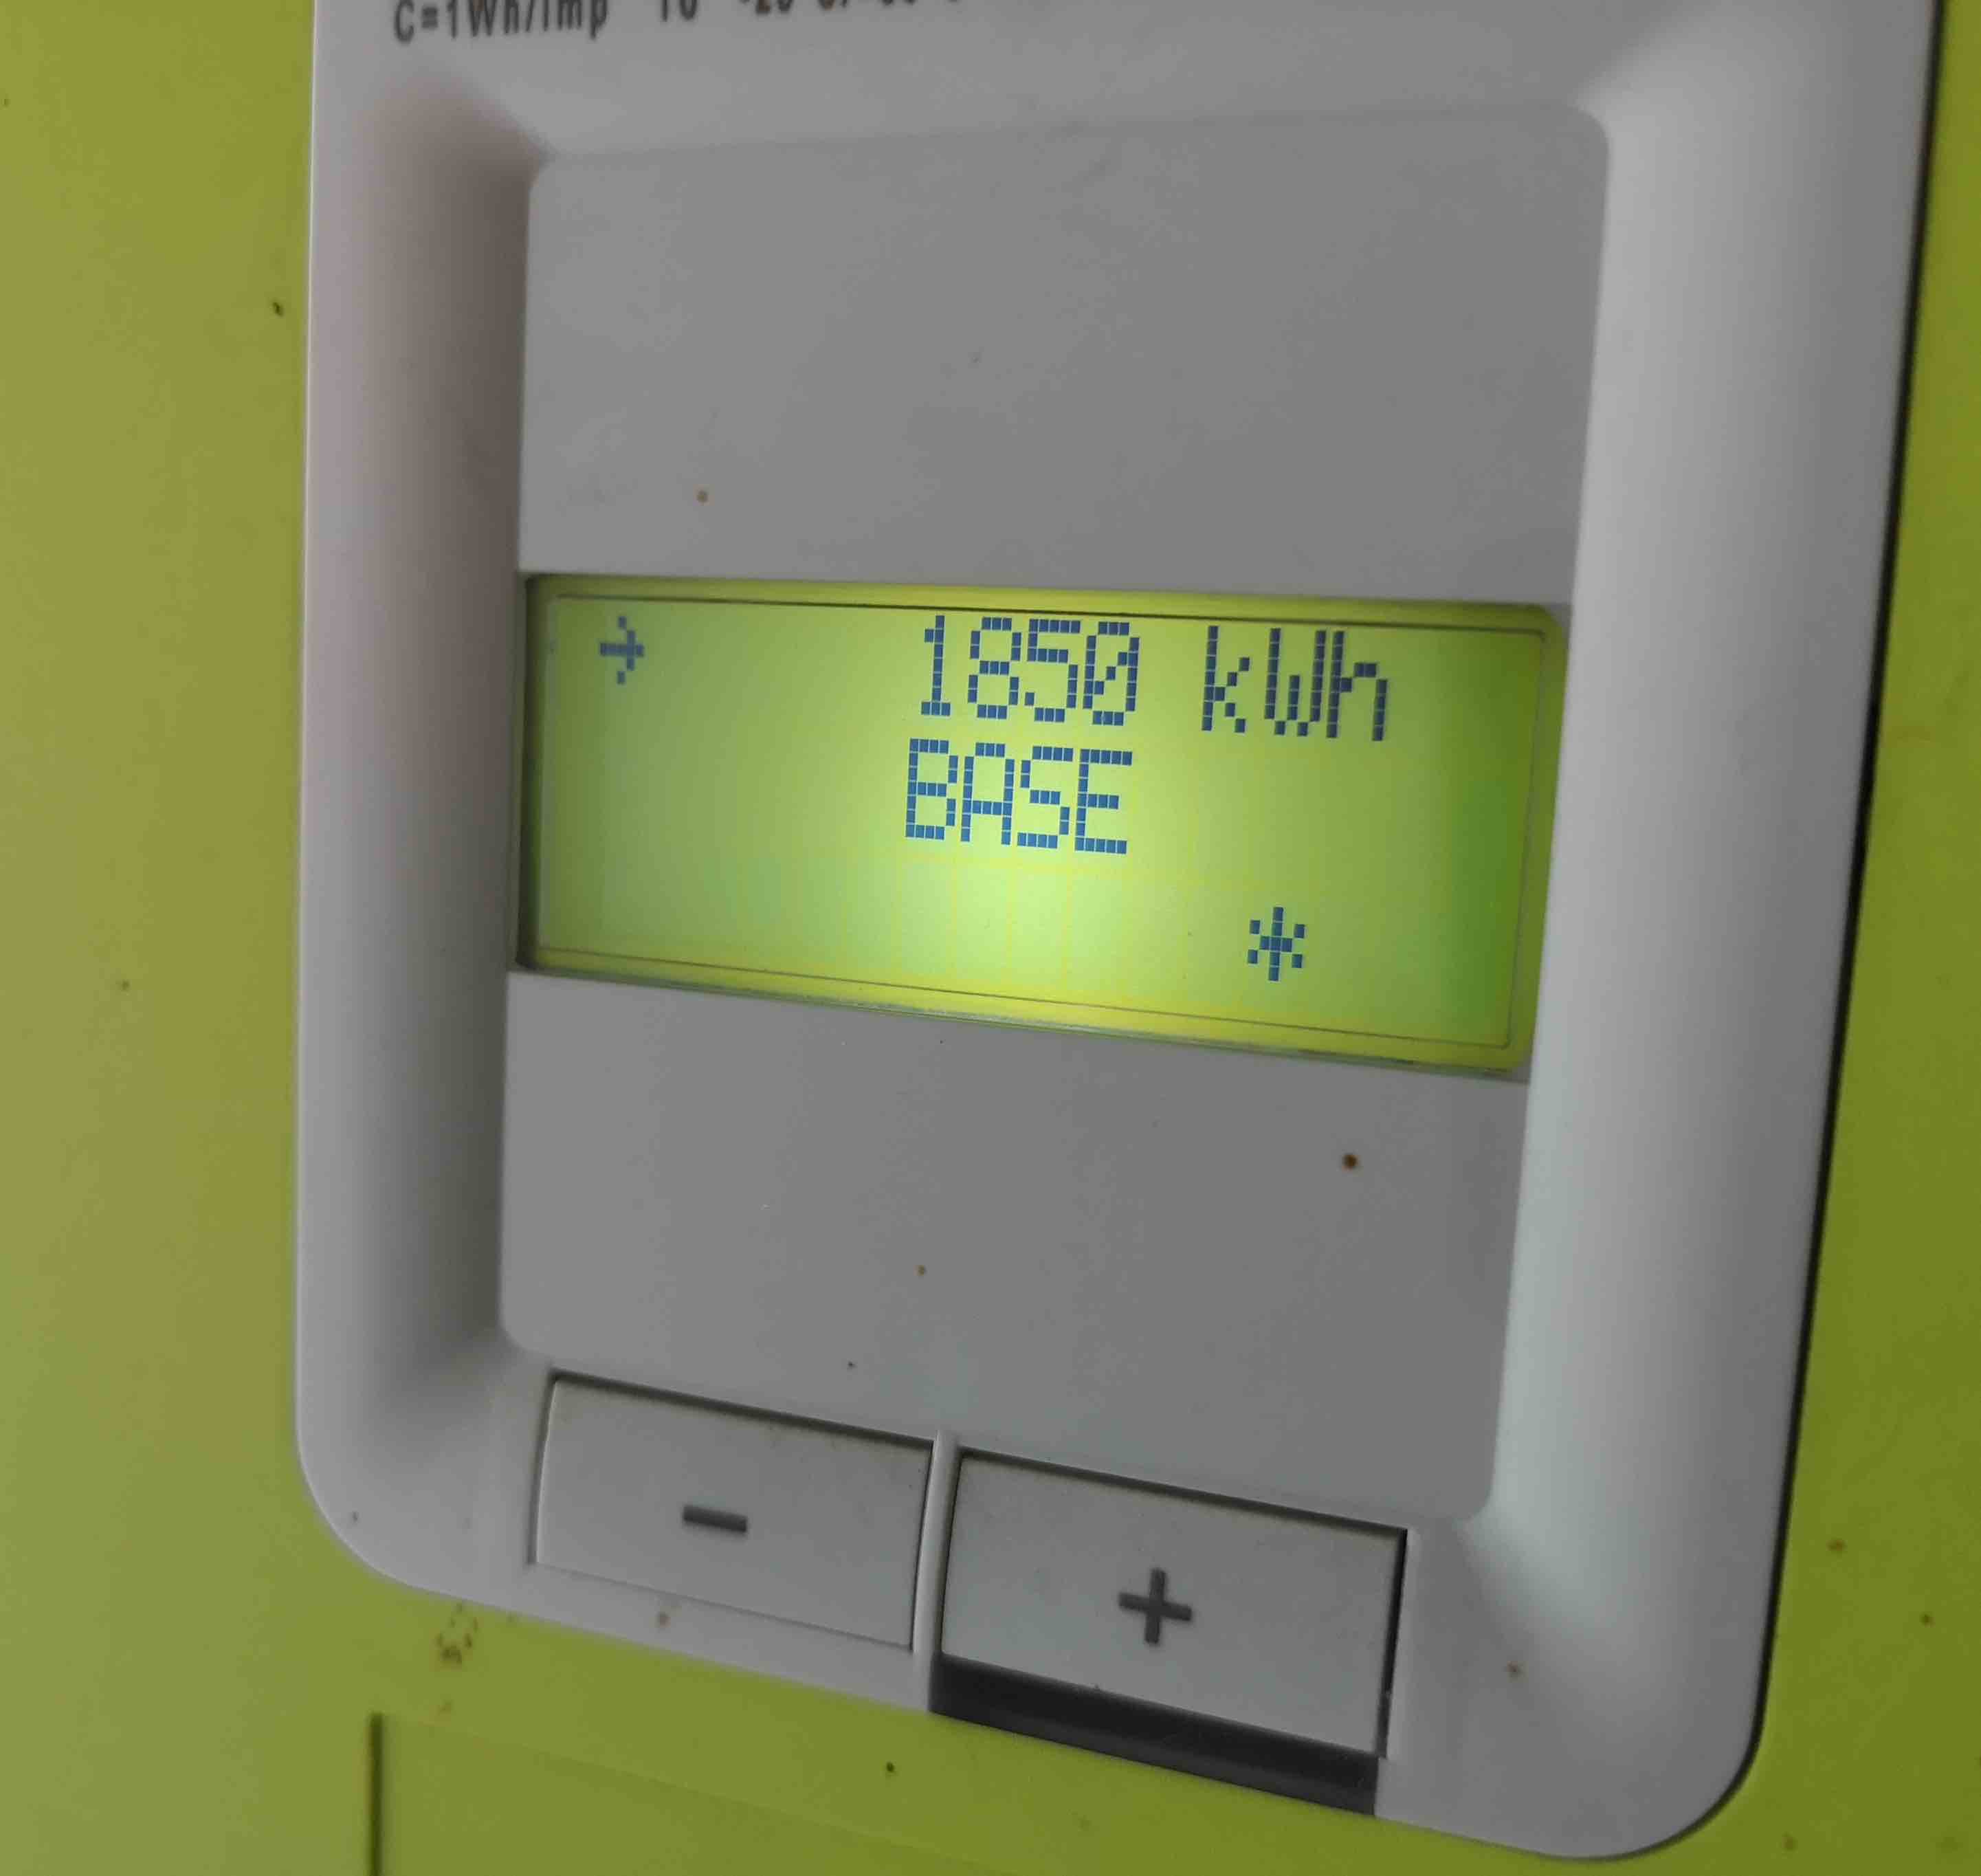 C=1Wh/Imp
→ 1850 kWh
BASE
*
- +